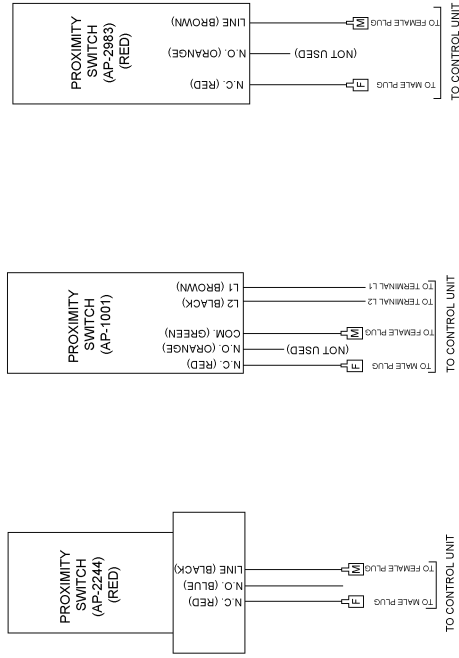 PROXIMITY
SWITCH
(AP-2983)
(RED)
LINE (BROWN)
N.O. (ORANGE)
N.C. (RED)
M
TO FEMALE PLUG
(NOT USED)
F
TO MALE PLUG
TO CONTROL UNIT
PROXIMITY
SWITCH
(AP-1001)
L1 (BROWN)
L2 (BLACK)
COM. (GREEN)
N.O. (ORANGE)
N.C. (RED)
TO TERMINAL L1
TO TERMINAL L2
M
TO FEMALE PLUG
(NOT USED)
F
TO MALE PLUG
TO CONTROL UNIT
PROXIMITY
SWITCH
(AP-2244)
(RED)
LINE (BLACK)
N.O. (BLUE)
N.C. (RED)
M
TO FEMALE PLUG
F
TO MALE PLUG
TO CONTROL UNIT